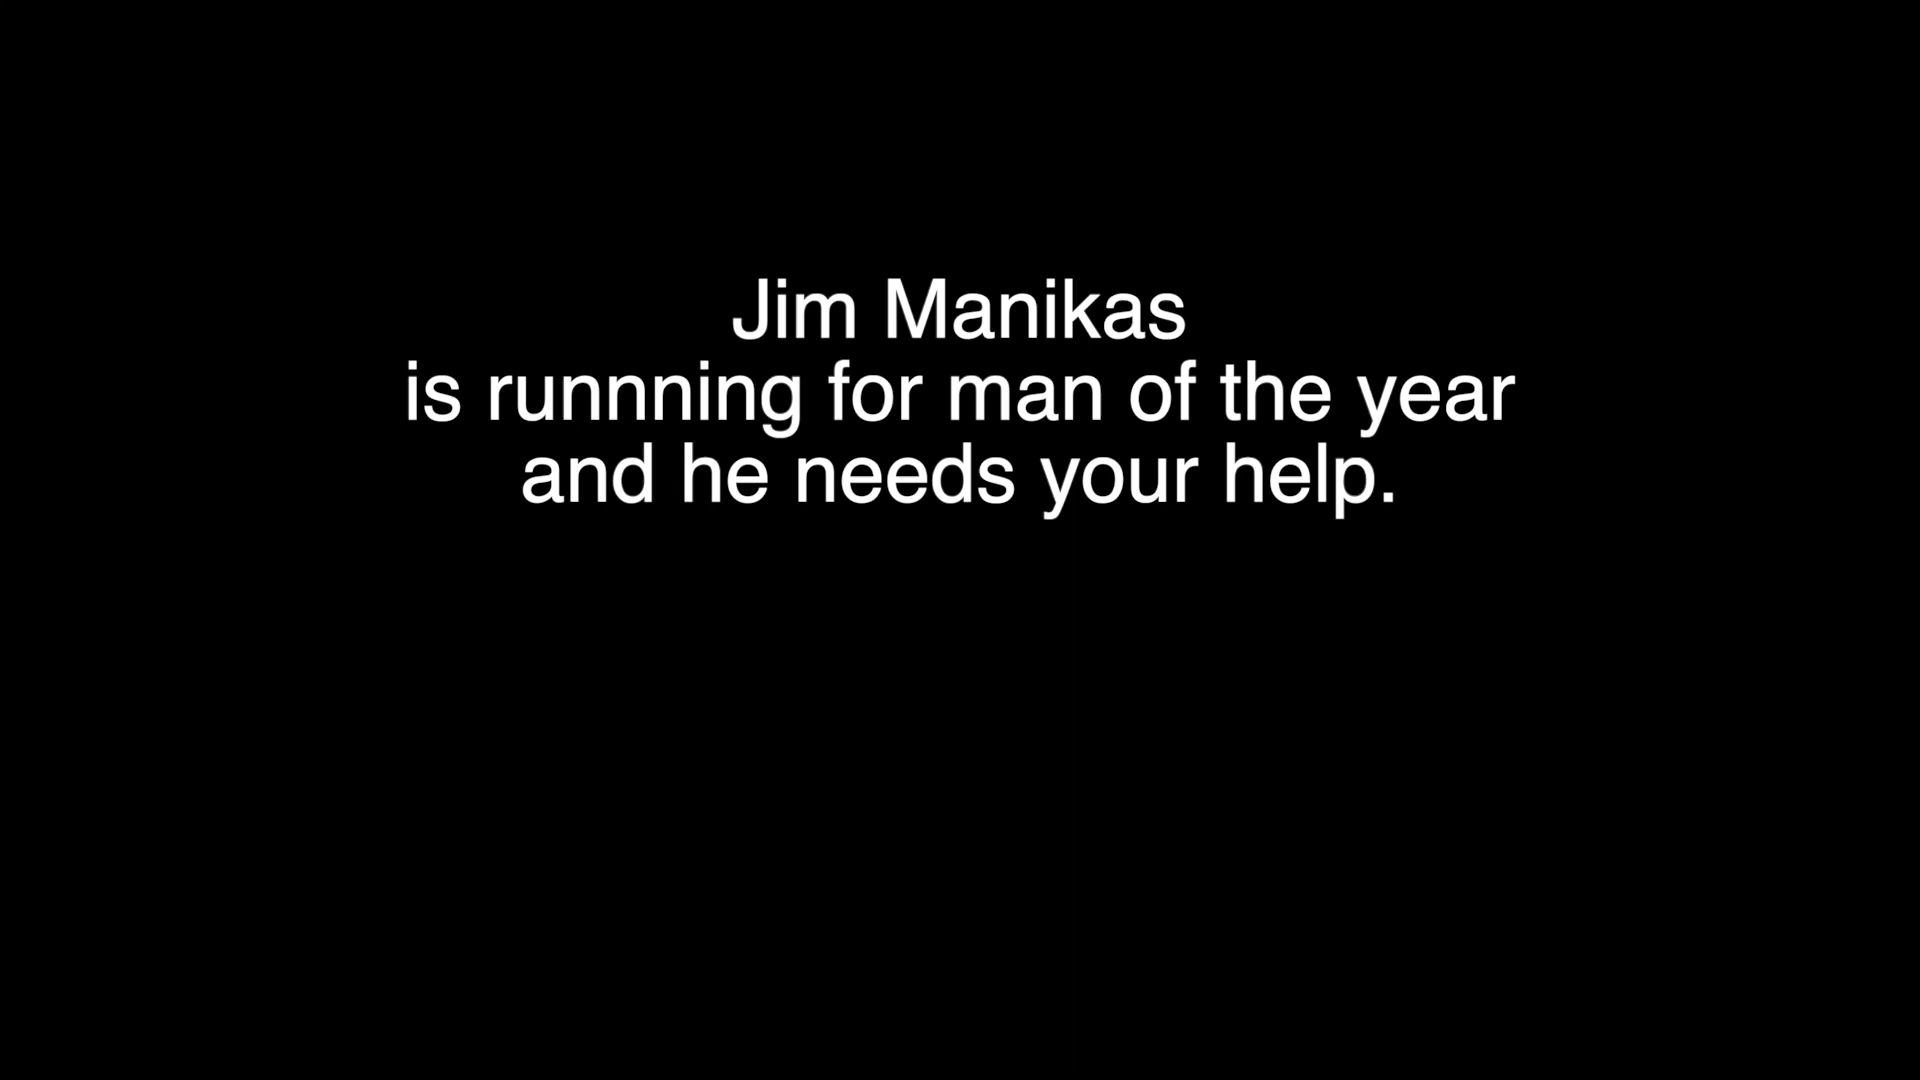 Jim Manikas
is runnning for man of the year
and he needs your help.